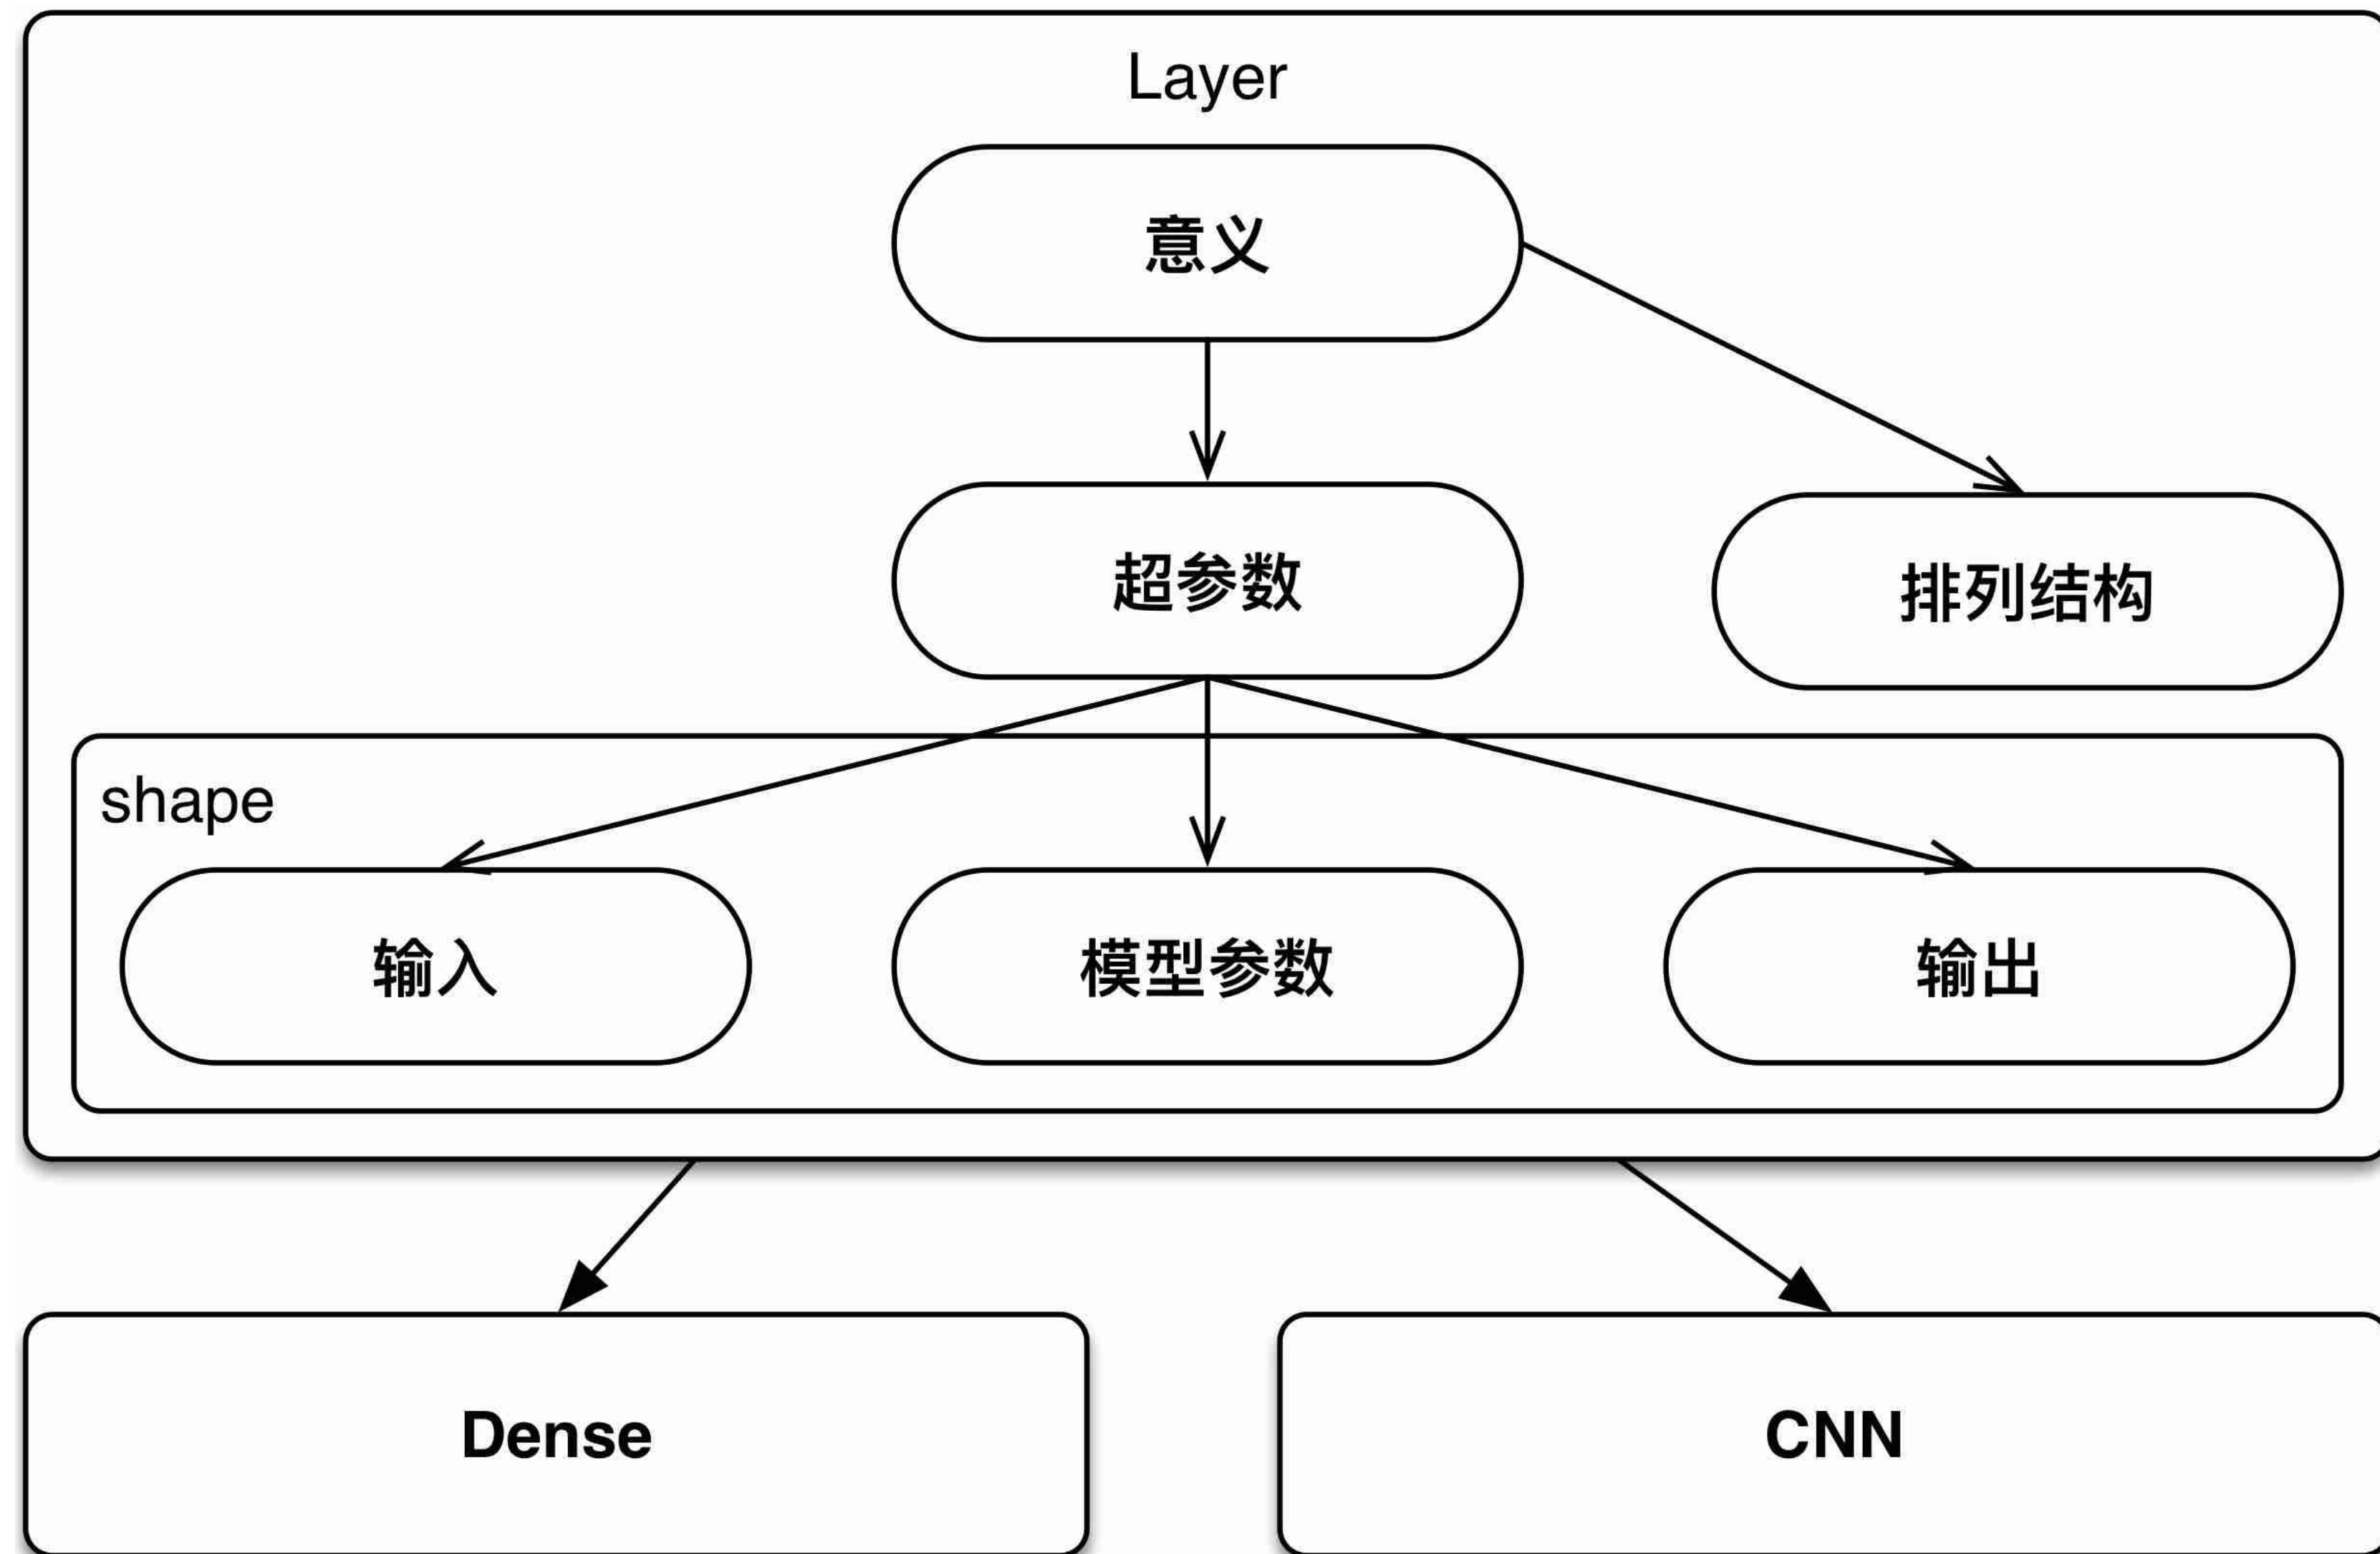 Layer
意义
超参数
排列结构
shape
输入
模型参数
输出
Dense
CNN